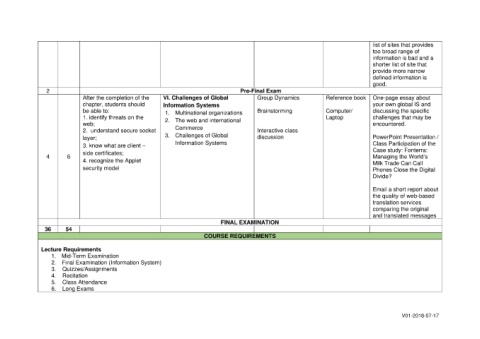 list of sites that provides
too broad range of
information is bad and a
shorter list of site that
provide more narrow
defined information is
good.
2 Pre-Final Exam
4 6
After the completion of the
chapter, students should
be able to:
1. identify threats on the
web;
2. understand secure socket
layer;
3. know what are client –
side certificates;
4. recognize the Applet
security model
VI. Challenges of Global
Information Systems
1. Multinational organizations
2. The web and international
Commerce
3. Challenges of Global
Information Systems
Group Dynamics
Brainstorming
Interactive class
discussion
Reference book
Computer/
Laptop
One-page essay about
your own global IS and
discussing the specific
challenges that may be
encountered.
PowerPoint Presentation /
Class Participation of the
Case study: Fonterra:
Managing the World's
Milk Trade Can Call
Phones Close the Digital
Divide?
Email a short report about
the quality of web-based
translation services
comparing the original
and translated messages
FINAL EXAMINATION
36 54
COURSE REQUIREMENTS
Lecture Requirements
1. Mid-Term Examination
2. Final Examination (Information System)
3. Quizzes/Assignments
4. Recitation
5. Class Attendance
6. Long Exams
V01-2018-07-17